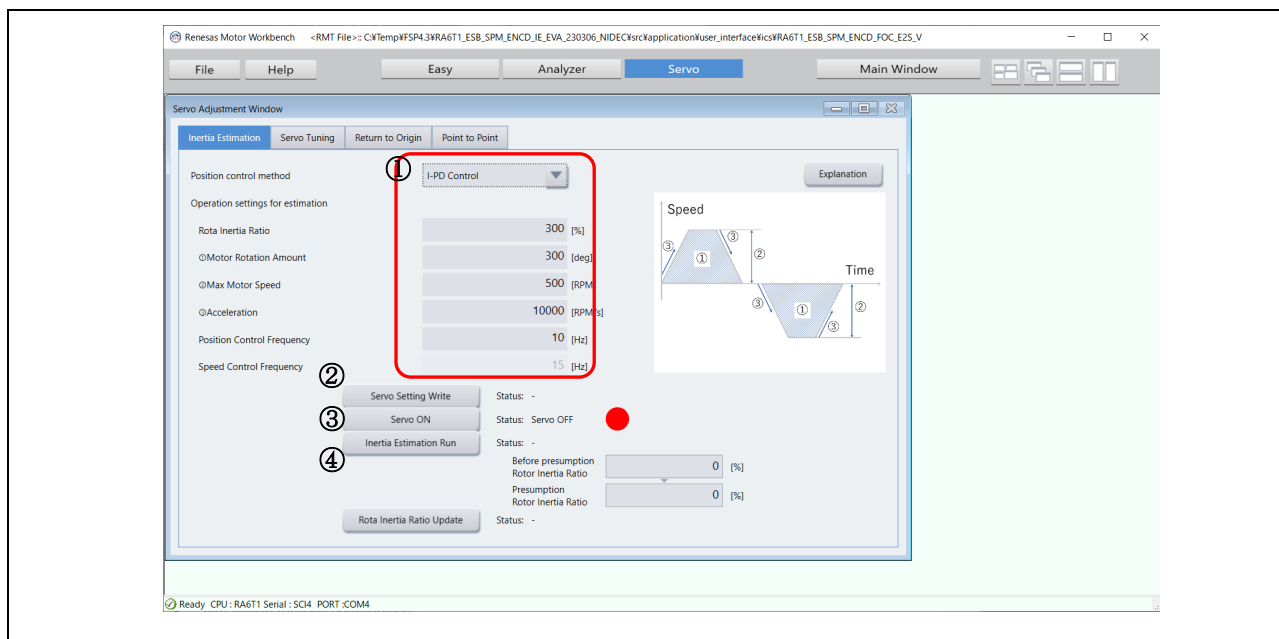 Renesas Motor Workbench <RMT File>:: C:¥Temp¥FSP4.3¥RA6T1_ESB_SPM_ENCD_IE_EVA_230306_NIDEC¥src¥application¥user_interface¥ics¥RA6T1_ESB_SPM_ENCD_FOC_E2S_V
File Help Easy Analyzer Servo Main Window
Servo Adjustment Window
Inertia Estimation Servo Tuning Return to Origin Point to Point
①
Position control method I-PD Control Explanation
Operation settings for estimation
Rota Inertia Ratio 300 [%]
①Motor Rotation Amount 300 [deg]
②Max Motor Speed 500 [RPM
③Acceleration 10000 [RPM/s]
Position Control Frequency 10 [Hz]
Speed Control Frequency 15 [Hz]
Speed
③ ① ③ ②
Time
③ ① ③ ②
②
Servo Setting Write Status: -
③ Servo ON Status: Servo OFF
Inertia Estimation Run Status: -
④
Before presumption
Rotor Inertia Ratio 0 [%]
Presumption
Rotor Inertia Ratio 0 [%]
Rota Inertia Ratio Update Status: -
Ready CPU : RA6T1 Serial : SCI4 PORT :COM4